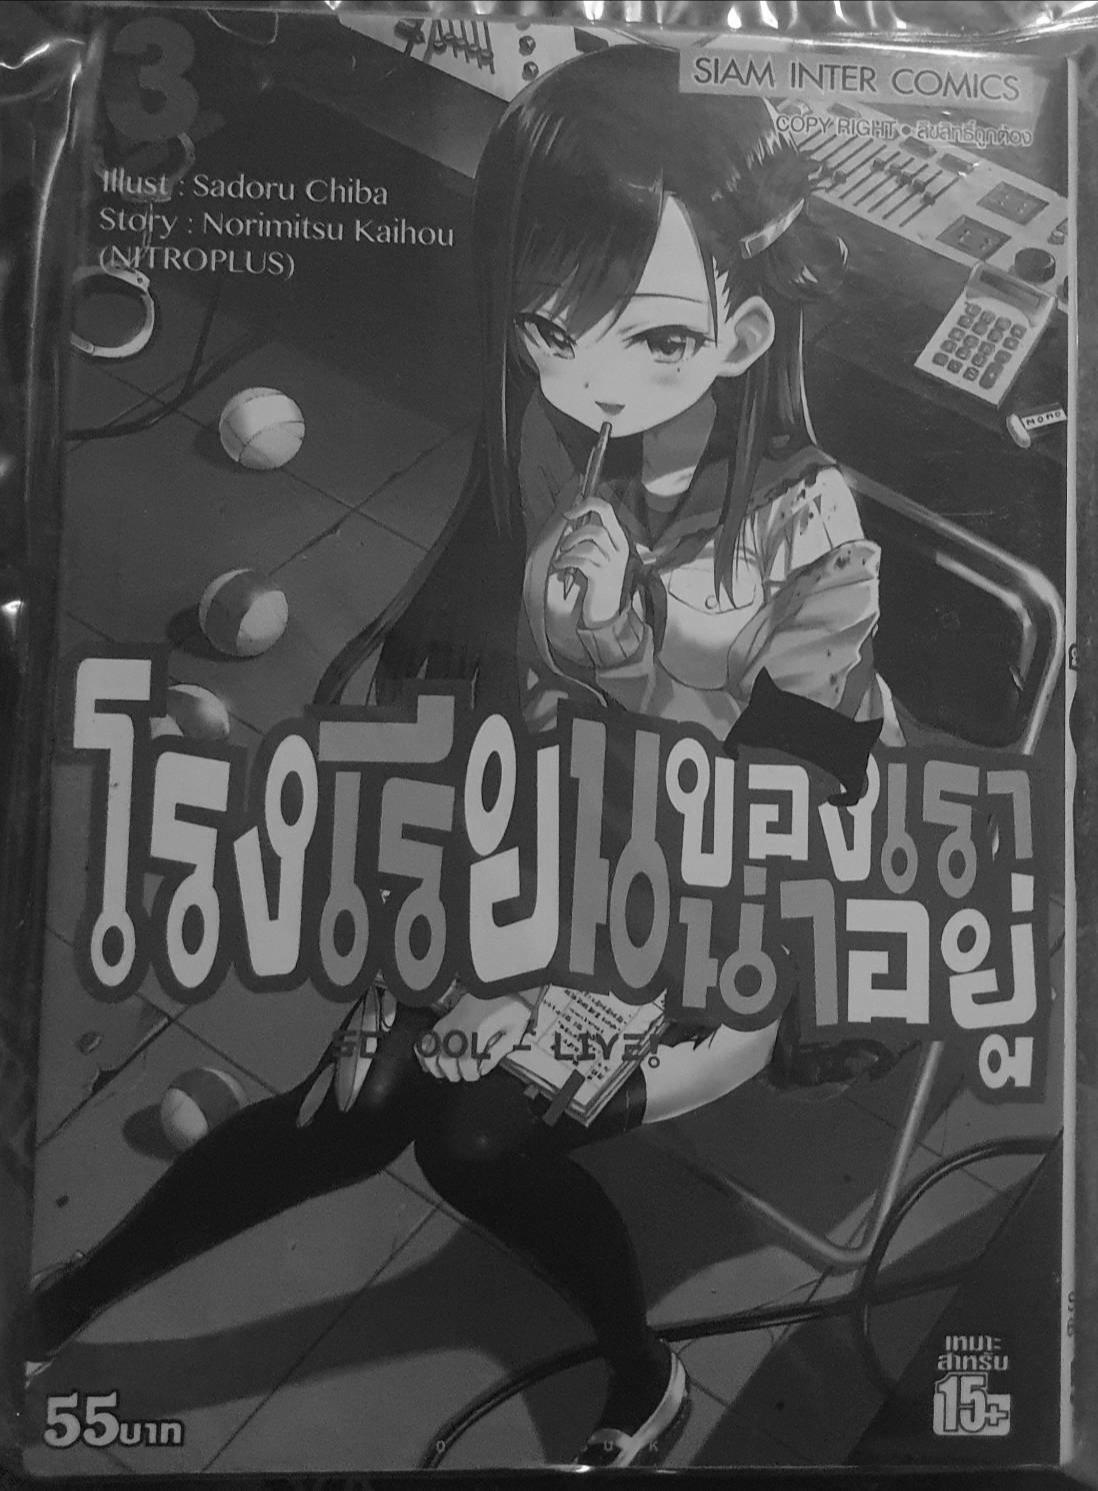 3
SIAM INTER COMICS
COPY RIGHT • ลิขสิทธิ์ถูกต้อง
Illust : Sadoru Chiba
Story : Norimitsu Kaihou
(NITROPLUS)
MONO
โรงเรียนของเรา
น่าอยู่
SCHOOL-LIVE!
เหมาะ
สำหรับ
15+
55บาท